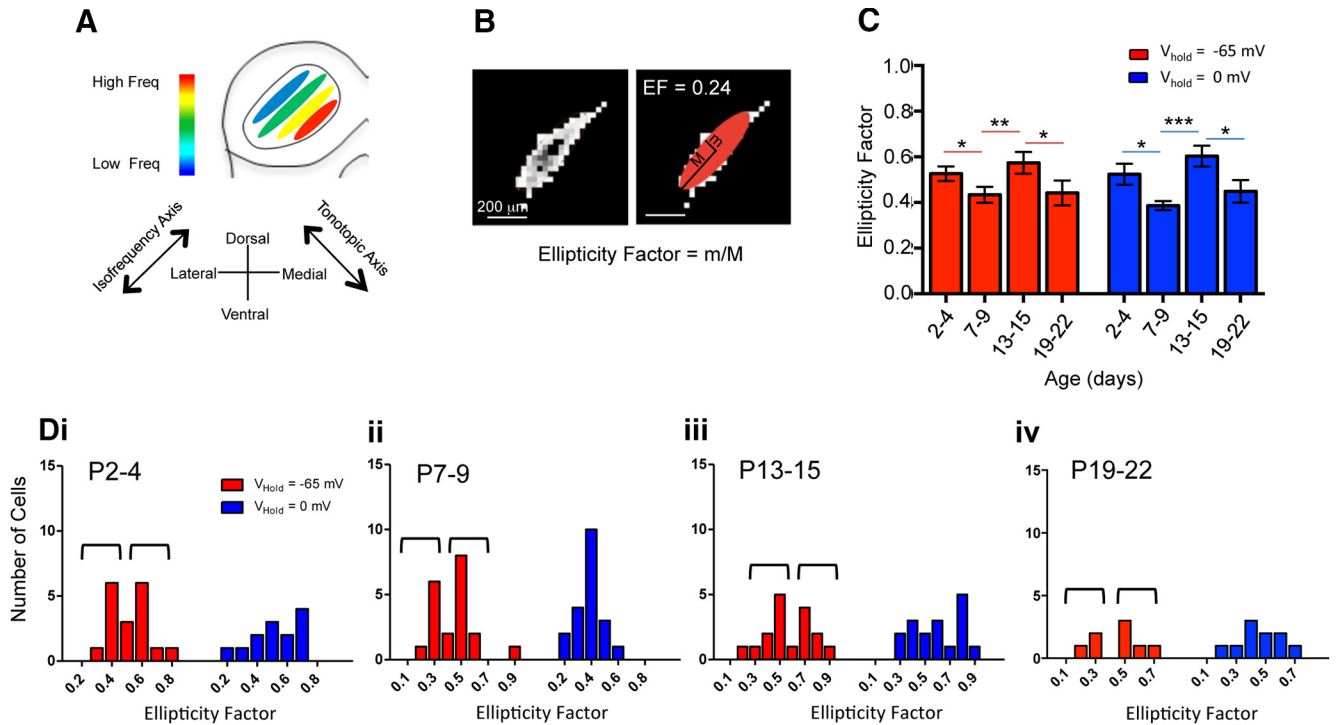 A
High Freq
Low Freq
Isofrequency Axis
Tonotopic Axis
Dorsal
Lateral
Medial
Ventral
B
EF = 0.24
M
m
200 μm
Ellipticity Factor = m/M
C
Vhold = -65 mV
Vhold = 0 mV
Ellipticity Factor
1.0
0.8
0.6
0.4
0.2
0.0
* ** * * *** *
2-4 7-9 13-15 19-22 2-4 7-9 13-15 19-22
Age (days)
Di
P2-4
VHold = -65 mV
VHold = 0 mV
Number of Cells
15
10
5
0
0.2 0.4 0.6 0.8 0.2 0.4 0.6 0.8
Ellipticity Factor
ii
P7-9
15
10
5
0
0.1 0.3 0.5 0.7 0.9 0.2 0.4 0.6 0.8
Ellipticity Factor
iii
P13-15
15
10
5
0
0.1 0.3 0.5 0.7 0.9 0.1 0.3 0.5 0.7 0.9
Ellipticity Factor
iv
P19-22
15
10
5
0
0.1 0.3 0.5 0.7 0.1 0.3 0.5 0.7
Ellipticity Factor